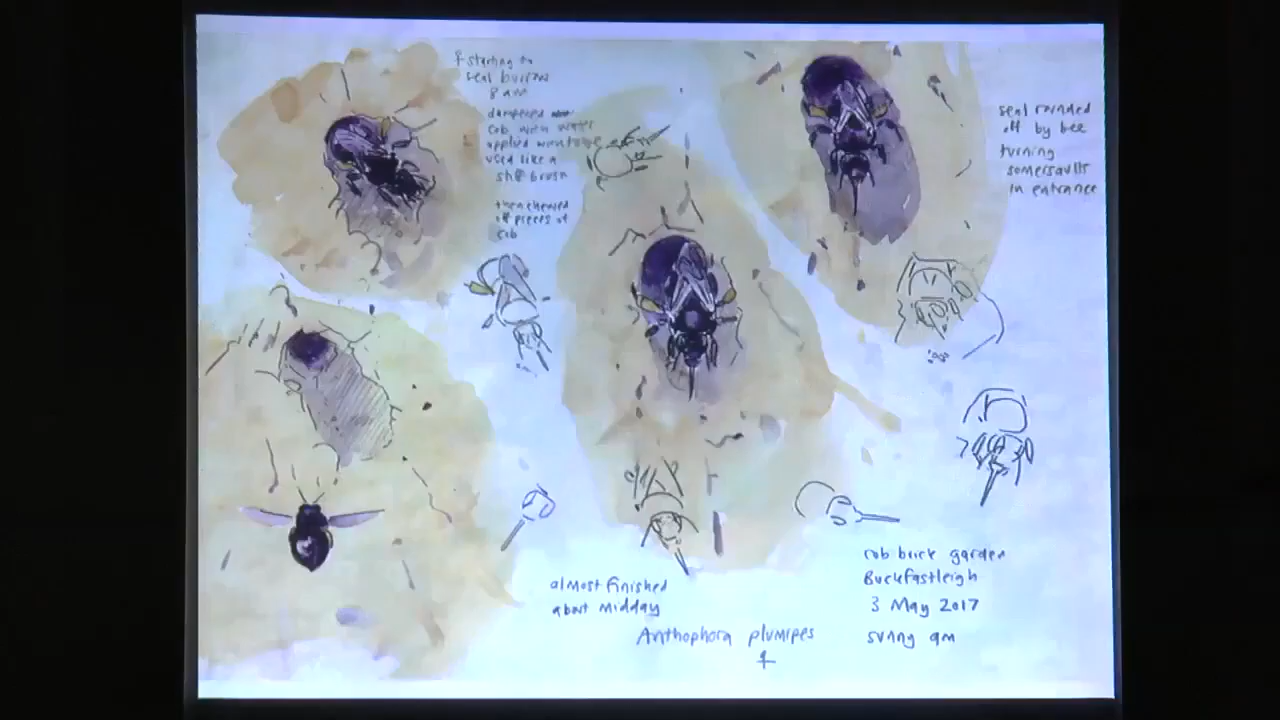 ♀ starting to
seal burrow
8 am
dampened
cob with water
applied with tongue
used like a
stiff brush
then chewed
off pieces of
cob
seal rounded
off by bee
turning
somersaults
in entrance
almost finished
about midday
Anthophora plumipes
♀
cob brick garden
Buckfastleigh
3 May 2017
sunny am